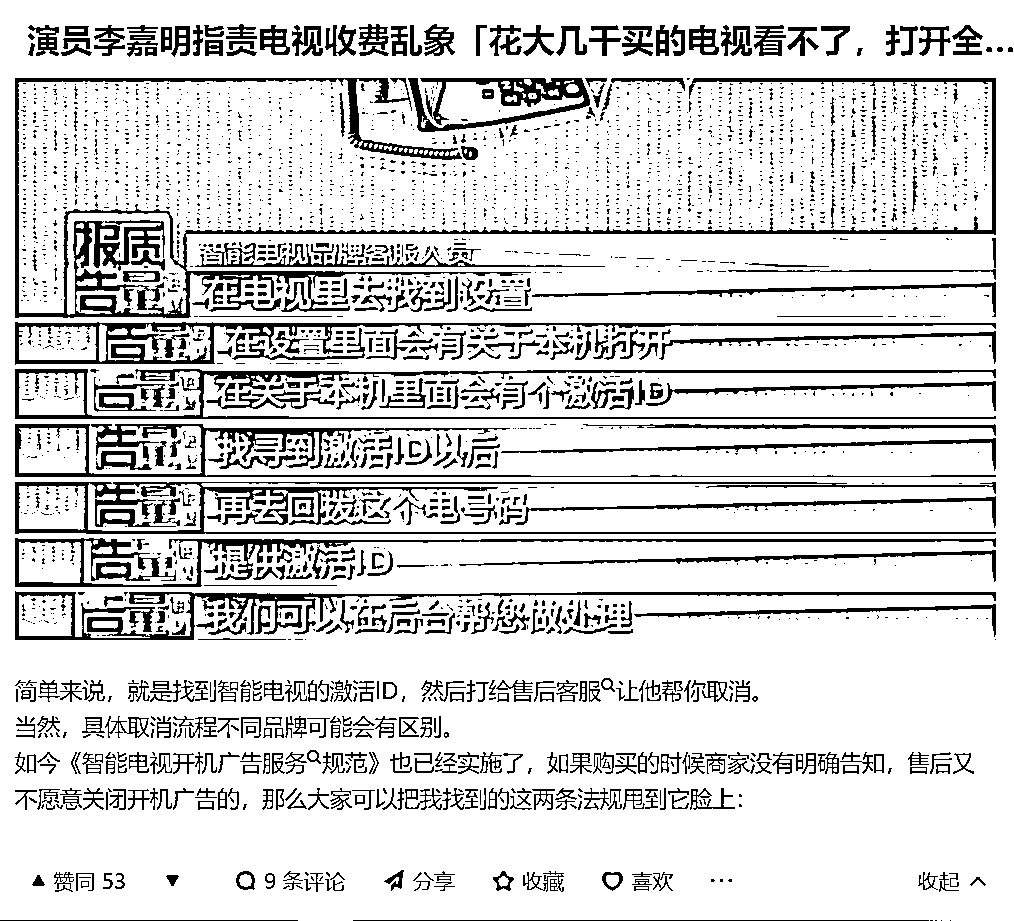 演员李嘉明指责电视收费乱象「花大几千买的电视看不了，打开全...
报质
告量
智能电视品牌客服人员
在电视里去找到设置
告量 在设置里面会有关于本机打开
告量 在关于本机里面会有个激活ID
告量 找寻到激活ID以后
告量 再去回拨这个电号码
告量 提供激活ID
告量 我们可以在后台帮您做处理
简单来说，就是找到智能电视的激活ID，然后打给售后客服让他帮你取消。
当然，具体取消流程不同品牌可能会有区别。
如今《智能电视开机广告服务规范》也已经实施了，如果购买的时候商家没有明确告知，售后又
不愿意关闭开机广告的，那么大家可以把我找到的这两条法规甩到它脸上：
赞同 53 9 条评论 分享 收藏 喜欢 ··· 收起